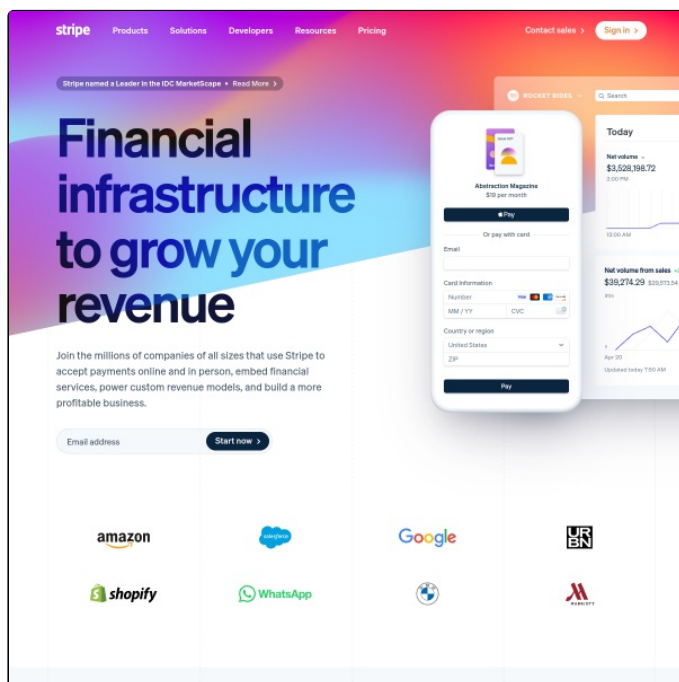 stripe Products Solutions Developers Resources Pricing Contact sales > Sign in >
Stripe named a Leader in the IDC MarketScape • Read More >
Financial
infrastructure
to grow your
revenue
Join the millions of companies of all sizes that use Stripe to
accept payments online and in person, embed financial
services, power custom revenue models, and build a more
profitable business.
Email address Start now >
ROCKET RIDES
Search
Abstraction Magazine
$19 per month
Pay
Or pay with card
Email
Card Information
Number VISA
MM / YY CVC
Country or region
United States
ZIP
Pay
Today
Net volume
$3,528,198.72
2:00 PM
12:00 AM
Net volume from sales
$39,274.29 $29,573.54
Apr 20
Updated today 7:50 AM
amazon salesforce Google URBN
shopify WhatsApp BMW MARRIOTT